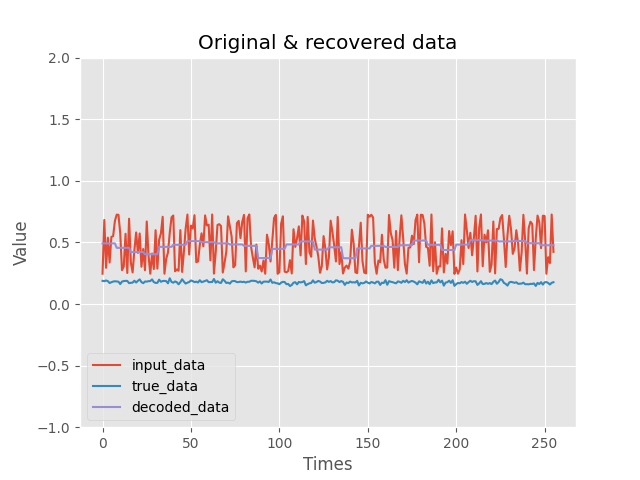 Original & recovered data
Value
2.0
1.5
1.0
0.5
0.0
−0.5
−1.0
input_data
true_data
decoded_data
0 50 100 150 200 250
Times